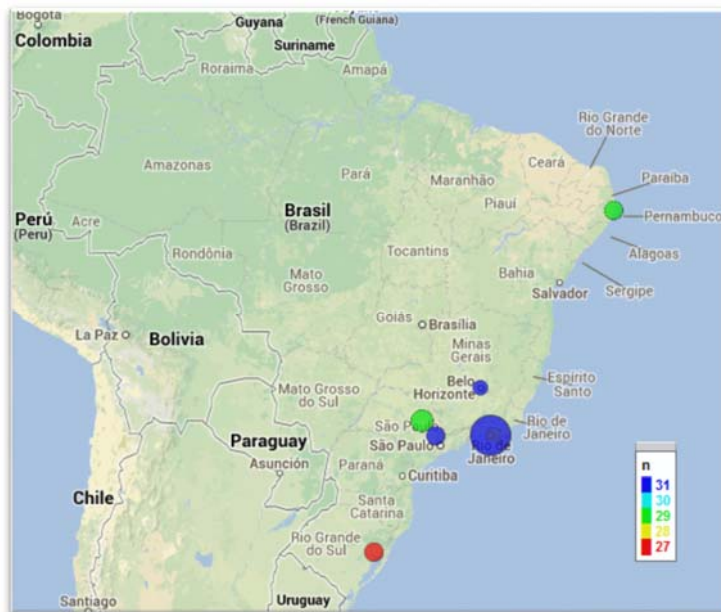 Bogotá
Colombia
Guyana
(French Guiana)
Suriname
Roraima
Amapá
Rio Grande
do Norte
Amazonas
Pará
Maranhão
Ceará
Paraíba
Perú
(Peru)
Acre
Brasil
(Brazil)
Piauí
Pernambuco
Rondônia
Tocantins
Alagoas
Mato
Grosso
Bahia
Sergipe
Salvador
La Paz
Bolivia
Goiás
Brasília
Minas
Gerais
Mato Grosso
do Sul
Belo
Horizonte
Espírito
Santo
São Paulo
Rio de
Janeiro
Paraguay
São Paulo
Rio de
Janeiro
Asunción
Paraná
Curitiba
Chile
Santa
Catarina
Rio Grande
do Sul
Uruguay
Santiago
n
31
30
29
28
27